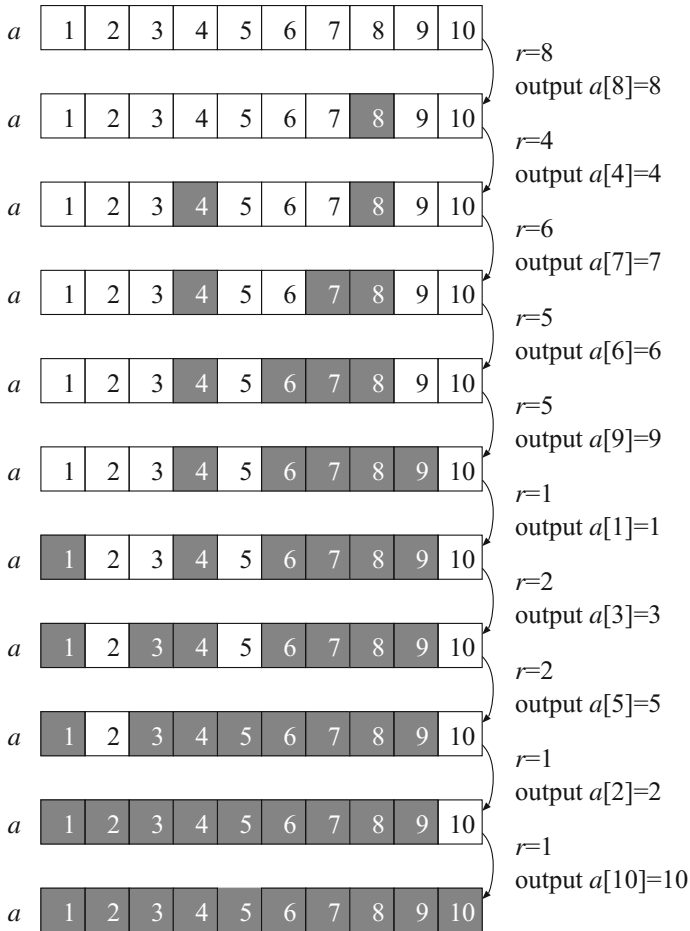 a 1 2 3 4 5 6 7 8 9 10
r=8
output a[8]=8
a 1 2 3 4 5 6 7 8 9 10
r=4
output a[4]=4
a 1 2 3 4 5 6 7 8 9 10
r=6
output a[7]=7
a 1 2 3 4 5 6 7 8 9 10
r=5
output a[6]=6
a 1 2 3 4 5 6 7 8 9 10
r=5
output a[9]=9
a 1 2 3 4 5 6 7 8 9 10
r=1
output a[1]=1
a 1 2 3 4 5 6 7 8 9 10
r=2
output a[3]=3
a 1 2 3 4 5 6 7 8 9 10
r=2
output a[5]=5
a 1 2 3 4 5 6 7 8 9 10
r=1
output a[2]=2
a 1 2 3 4 5 6 7 8 9 10
r=1
output a[10]=10
a 1 2 3 4 5 6 7 8 9 10